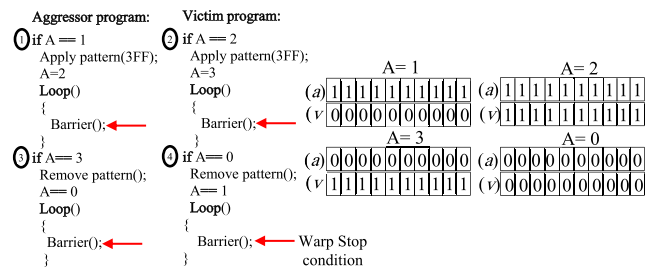 Aggressor program:
1 if A == 1
Apply pattern(3FF);
A=2
Loop()
{
Barrier();
}
3 if A== 3
Remove pattern();
A== 0
Loop()
{
Barrier();
}
Victim program:
2 if A == 2
Apply pattern(3FF);
A=3
Loop()
{
Barrier();
}
4 if A== 0
Remove pattern();
A== 1
Loop()
{
Barrier();
}
Warp Stop
condition
A= 1
(a) 1 1 1 1 1 1 1 1 1 1
(v 0 0 0 0 0 0 0 0 0 0
A= 2
(a) 1 1 1 1 1 1 1 1 1 1
(v) 1 1 1 1 1 1 1 1 1 1
A= 3
(a) 0 0 0 0 0 0 0 0 0 0
(v 1 1 1 1 1 1 1 1 1 1
A= 0
(a) 0 0 0 0 0 0 0 0 0 0
(v) 0 0 0 0 0 0 0 0 0 0